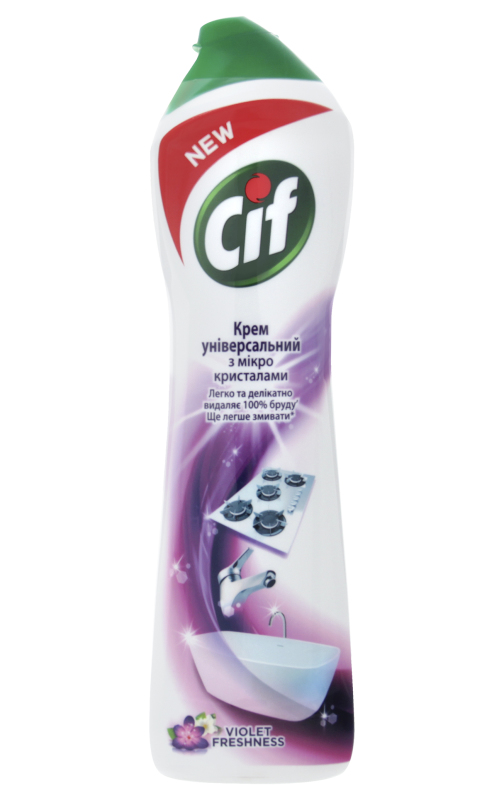 NEW
Cif
Крем
універсальний
з мікро
кристалами
Легко та делікатно
видаляє 100% бруду*
Ще легше змивати*
VIOLET
FRESHNESS